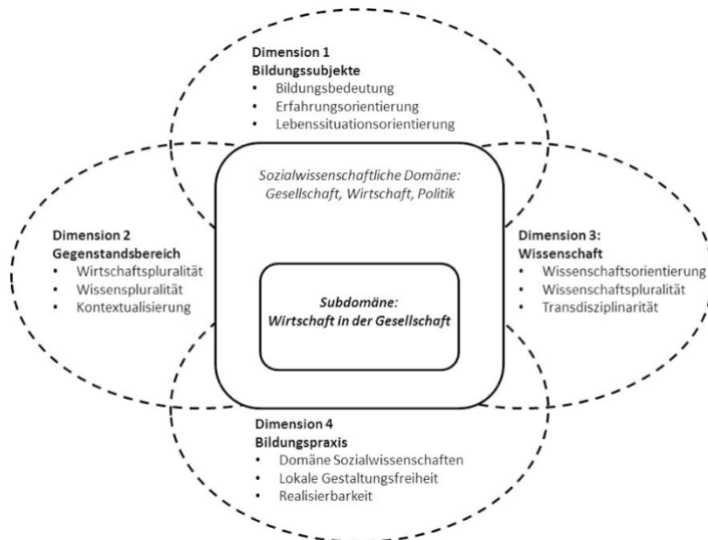 Dimension 1
Bildungssubjekte
• Bildungsbedeutung
• Erfahrungsorientierung
• Lebenssituationsorientierung
Sozialwissenschaftliche Domäne:
Gesellschaft, Wirtschaft, Politik
Dimension 2
Gegenstandsbereich
• Wirtschaftspluralität
• Wissenspluralität
• Kontextualisierung
Subdomäne:
Wirtschaft in der Gesellschaft
Dimension 3:
Wissenschaft
• Wissenschaftsorientierung
• Wissenschaftspluralität
• Transdisziplinarität
Dimension 4
Bildungspraxis
• Domäne Sozialwissenschaften
• Lokale Gestaltungsfreiheit
• Realisierbarkeit